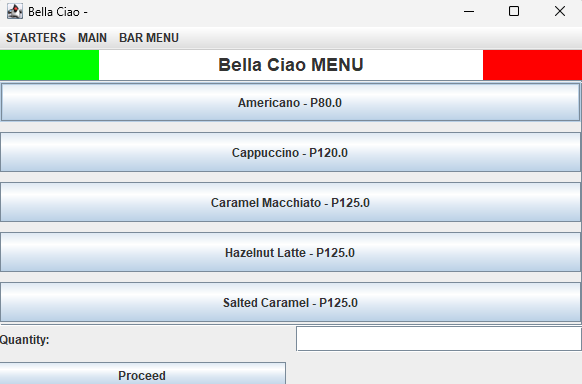 Bella Ciao -
STARTERS MAIN BAR MENU
Bella Ciao MENU
Americano - P80.0
Cappuccino - P120.0
Caramel Macchiato - P125.0
Hazelnut Latte - P125.0
Salted Caramel - P125.0
Quantity:
Proceed